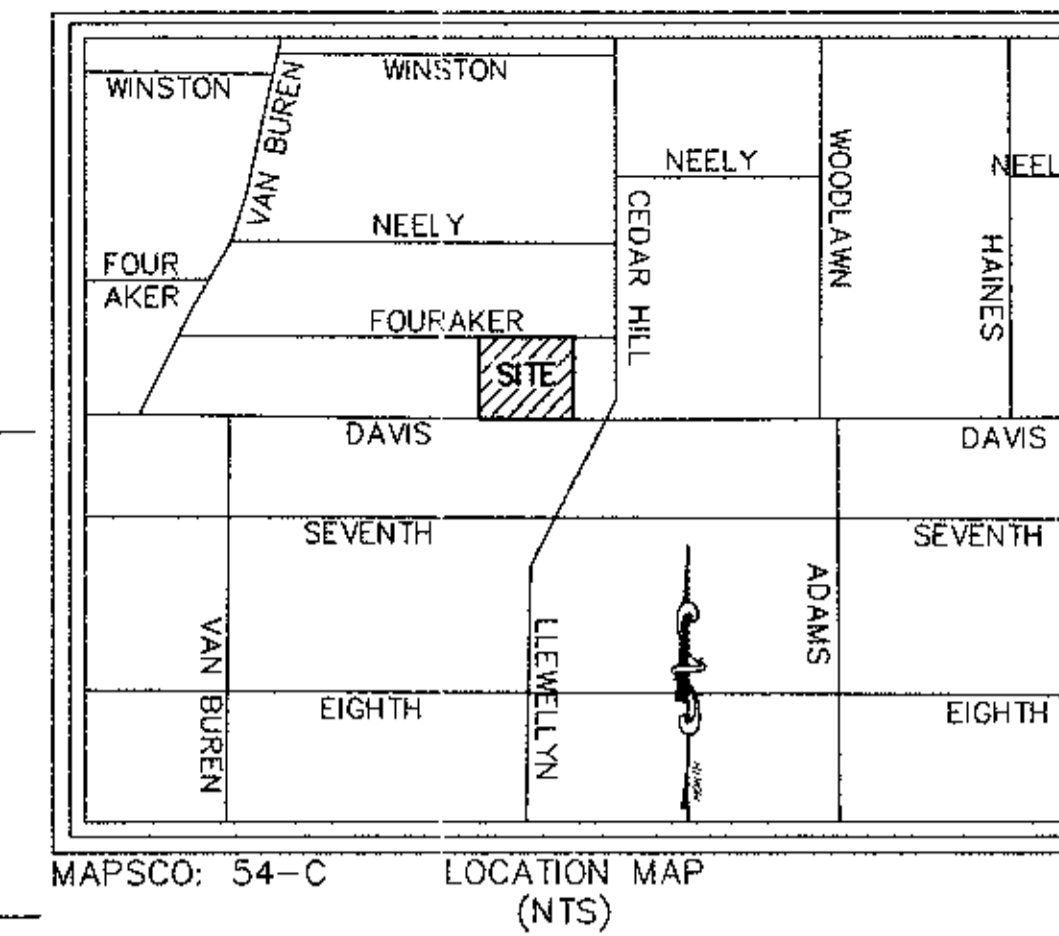 WINSTON
WINSTON
VAN BUREN
NEELY
WOODLAWN
NEEL
NEELY
CEDAR HILL
HAINES
FOUR
AKER
FOURAKER
SITE
DAVIS
DAVIS
SEVENTH
SEVENTH
ADAMS
VAN BUREN
LLEWELLYN
EIGHTH
EIGHTH
MAPSCO: 54-C
LOCATION MAP
(NTS)